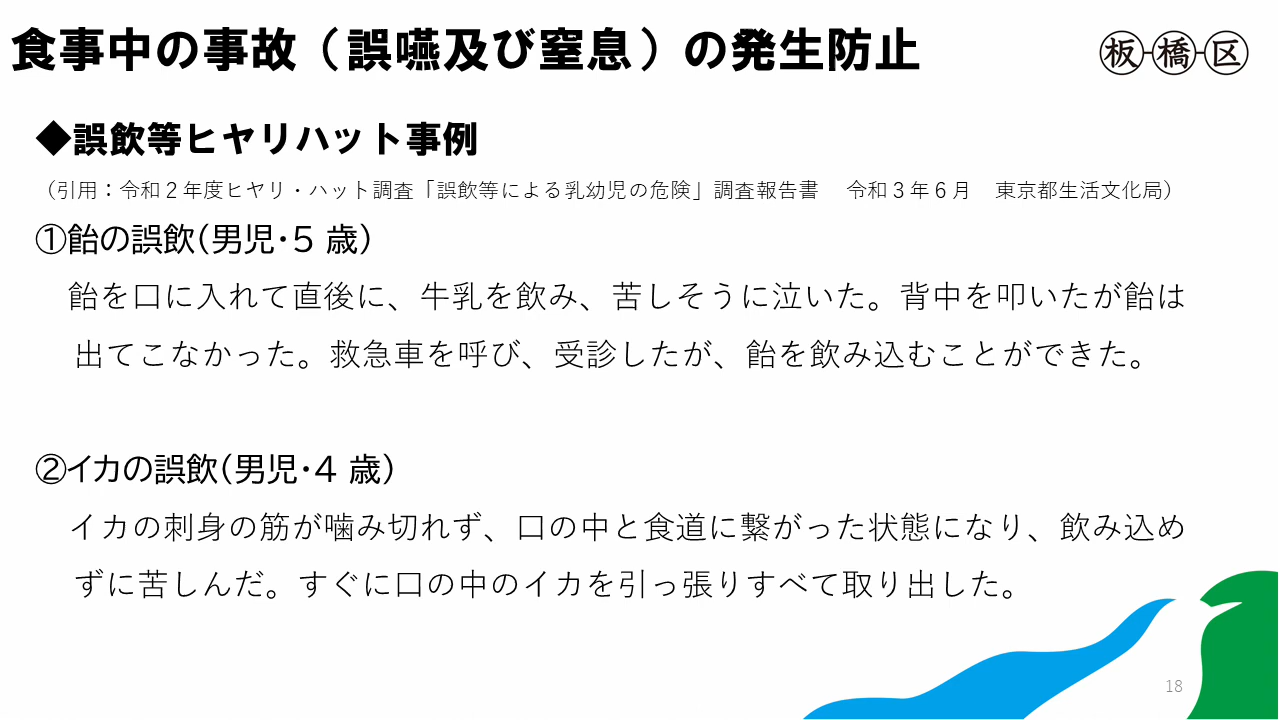 食事中の事故（誤嚥及び窒息）の発生防止
板橋区
◆誤飲等ヒヤリハット事例
（引用：令和２年度ヒヤリ・ハット調査「誤飲等による乳幼児の危険」調査報告書　令和３年６月　東京都生活文化局）
①飴の誤飲(男児・5 歳)
飴を口に入れて直後に、牛乳を飲み、苦しそうに泣いた。背中を叩いたが飴は
出てこなかった。救急車を呼び、受診したが、飴を飲み込むことができた。
②イカの誤飲(男児・4 歳)
イカの刺身の筋が噛み切れず、口の中と食道に繋がった状態になり、飲み込め
ずに苦しんだ。すぐに口の中のイカを引っ張りすべて取り出した。
18